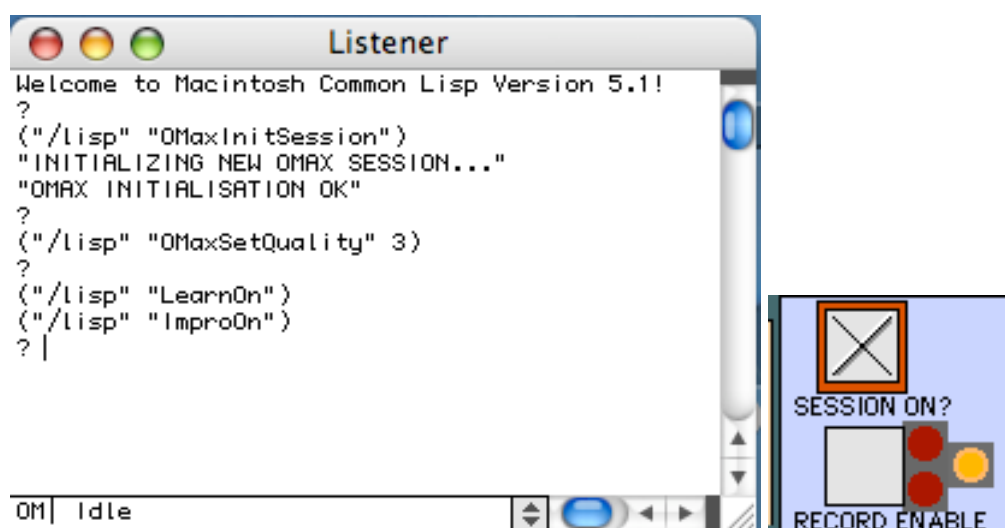 Listener
Welcome to Macintosh Common Lisp Version 5.1!
?
("/lisp" "OMaxInitSession")
"INITIALIZING NEW OMAX SESSION..."
"OMAX INITIALISATION OK"
?
("/lisp" "OMaxSetQuality" 3)
?
("/lisp" "LearnOn")
("/lisp" "ImproOn")
?
OM Idle
SESSION ON?
RECORD ENABLE